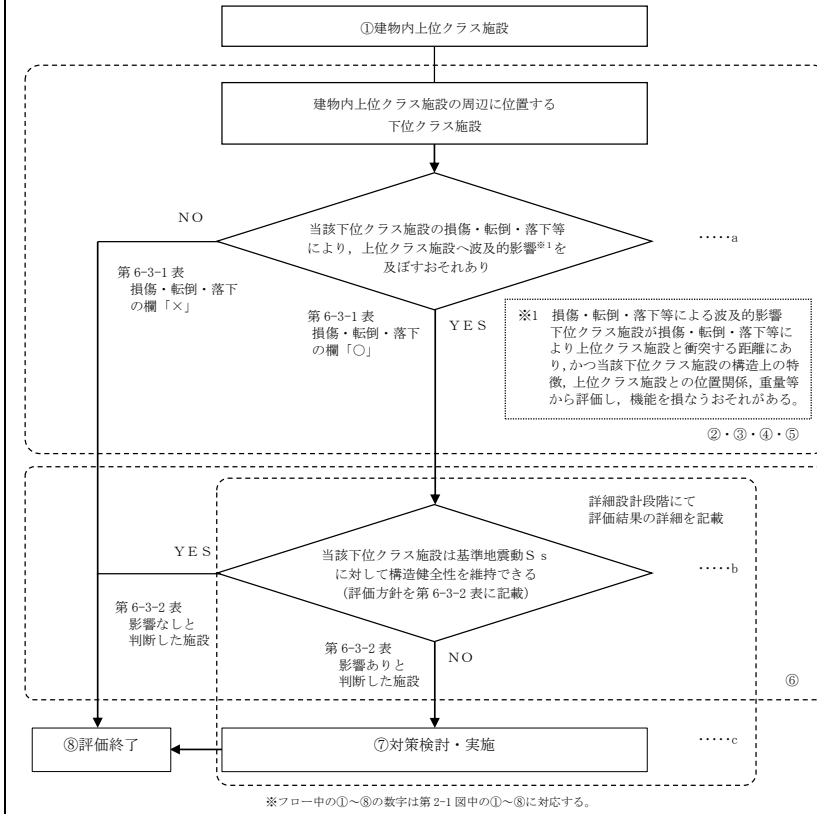 ①建物内上位クラス施設
建物内上位クラス施設の周辺に位置する
下位クラス施設
NO
当該下位クラス施設の損傷・転倒・落下等
により，上位クラス施設へ波及的影響※1を
及ぼすおそれあり
・・・・・a
第 6-3-1 表
損傷・転倒・落下
の欄「×」
第 6-3-1 表
損傷・転倒・落下
の欄「○」
YES
※1 損傷・転倒・落下等による波及的影響
下位クラス施設が損傷・転倒・落下等に
より上位クラス施設と衝突する距離にあ
り，かつ当該下位クラス施設の構造上の特
徴，上位クラス施設との位置関係，重量等
から評価し，機能を損なうおそれがある。
②・③・④・⑤
詳細設計段階にて
評価結果の詳細を記載
YES
当該下位クラス施設は基準地震動Ｓｓ
に対して構造健全性を維持できる
(評価方針を第 6-3-2 表に記載)
・・・・・b
第 6-3-2 表
影響なしと
判断した施設
第 6-3-2 表
影響ありと
判断した施設
NO
⑥
⑧評価終了
⑦対策検討・実施
・・・・・c
※フロー中の①～⑧の数字は第 2-1 図中の①～⑧に対応する。